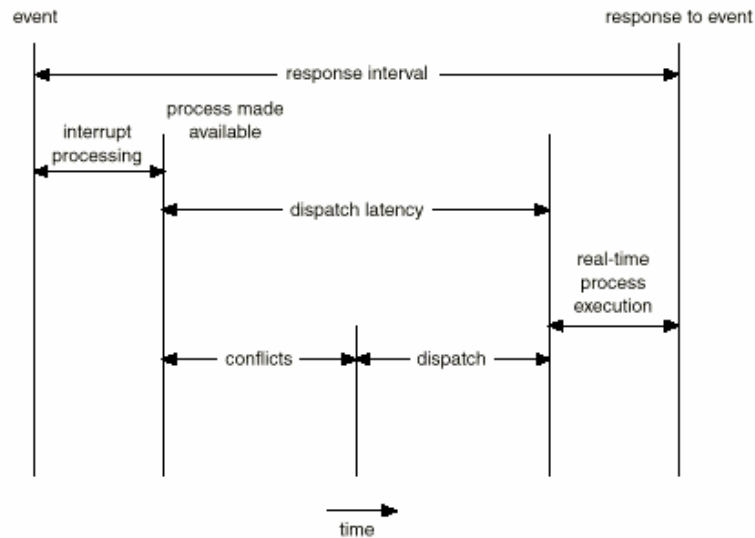 event
response to event
response interval
process made
available
interrupt
processing
dispatch latency
real-time
process
execution
conflicts
dispatch
time